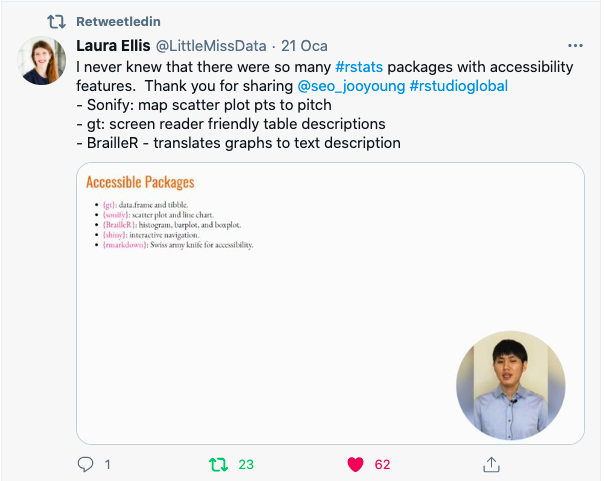 Retweetledin
Laura Ellis @LittleMissData · 21 Oca
I never knew that there were so many #rstats packages with accessibility
features.  Thank you for sharing @seo_jooyoung #rstudioglobal
- Sonify: map scatter plot pts to pitch
- gt: screen reader friendly table descriptions
- BrailleR - translates graphs to text description
Accessible Packages
• {gt}: data.frame and tibble.
• {sonify}: scatter plot and line chart.
• {BrailleR}: histogram, barplot, and boxplot.
• {shiny}: interactive navigation.
• {rmarkdown}: Swiss army knife for accessibility.
1 23 62